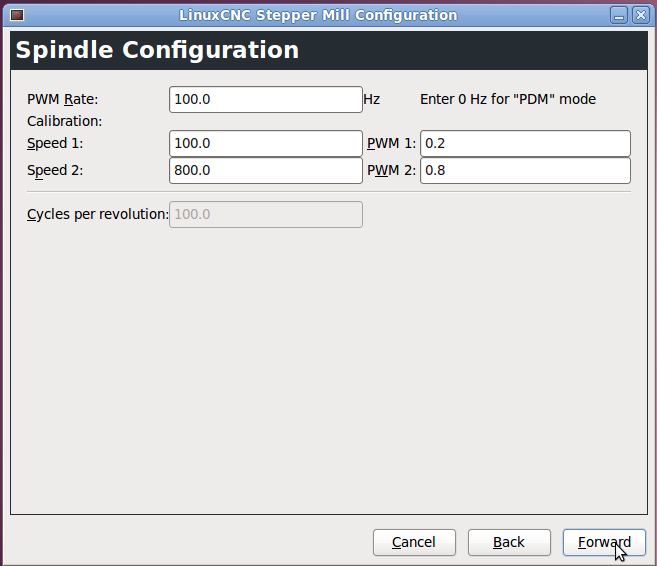 LinuxCNC Stepper Mill Configuration
Spindle Configuration
PWM Rate: 100.0 Hz Enter 0 Hz for "PDM" mode
Calibration:
Speed 1: 100.0 PWM 1: 0.2
Speed 2: 800.0 PWM 2: 0.8
Cycles per revolution: 100.0
Cancel Back Forward